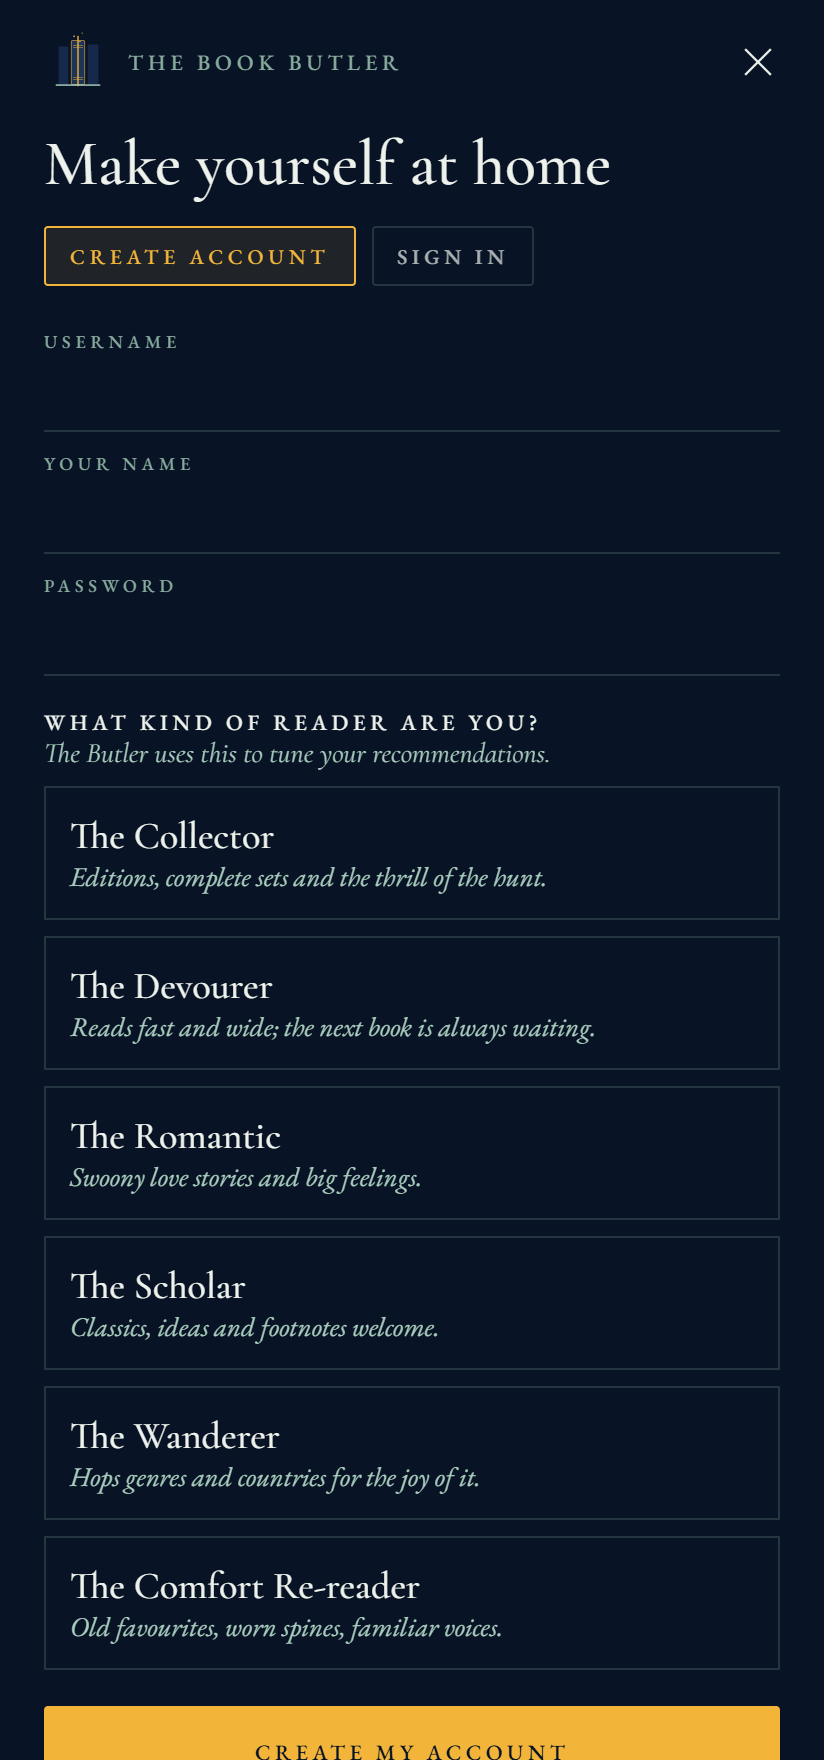 THE BOOK BUTLER
Make yourself at home
CREATE ACCOUNT
SIGN IN
USERNAME
YOUR NAME
PASSWORD
WHAT KIND OF READER ARE YOU?
The Butler uses this to tune your recommendations.
The Collector
Editions, complete sets and the thrill of the hunt.
The Devourer
Reads fast and wide; the next book is always waiting.
The Romantic
Swoony love stories and big feelings.
The Scholar
Classics, ideas and footnotes welcome.
The Wanderer
Hops genres and countries for the joy of it.
The Comfort Re-reader
Old favourites, worn spines, familiar voices.
CREATE MY ACCOUNT